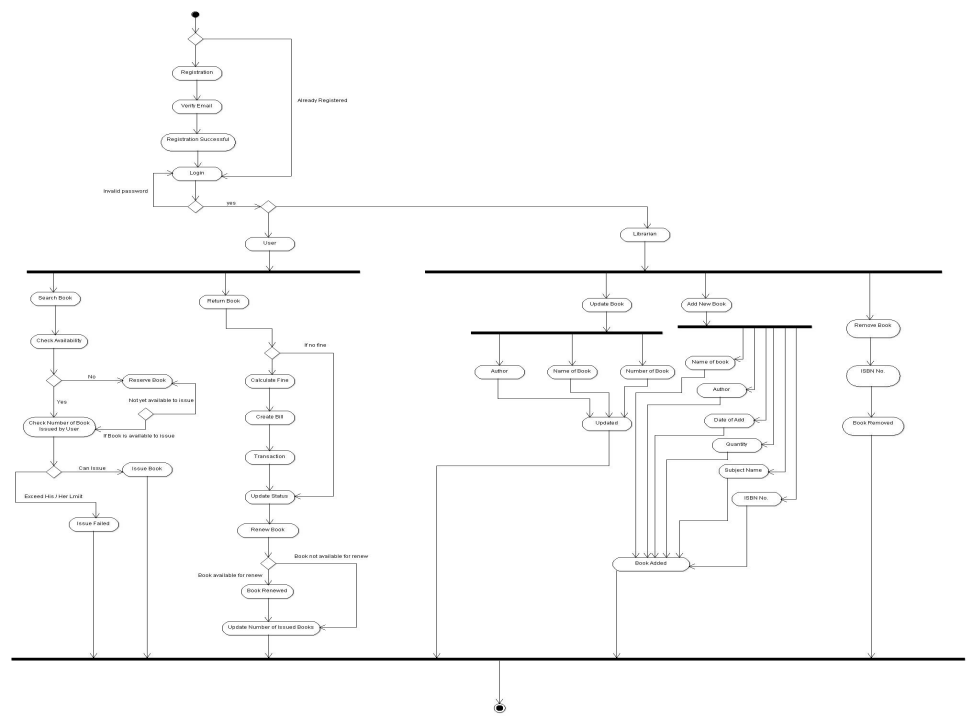 Registration
Already Registered
Verify Email
Registration Successful
Login
Invalid password
yes
User
Librarian
Search Book
Return Book
Update Book
Add New Book
Remove Book
Check Availability
If no fine
Name of book
Author
Name of Book
Number of Book
ISBN No.
No
Reserve Book
Calculate Fine
Author
Yes
Not yet available to issue
Check Number of Book
Issued by User
If Book is available to issue
Create Bill
Updated
Date of Add
Book Removed
Quantity
Transaction
Can Issue
Issue Book
Subject Name
Exceed His / Her Lmiit
Update Status
ISBN No.
Issue Failed
Renew Book
Book not available for renew
Book available for renew
Book Added
Book Renewed
Update Number of Issued Books